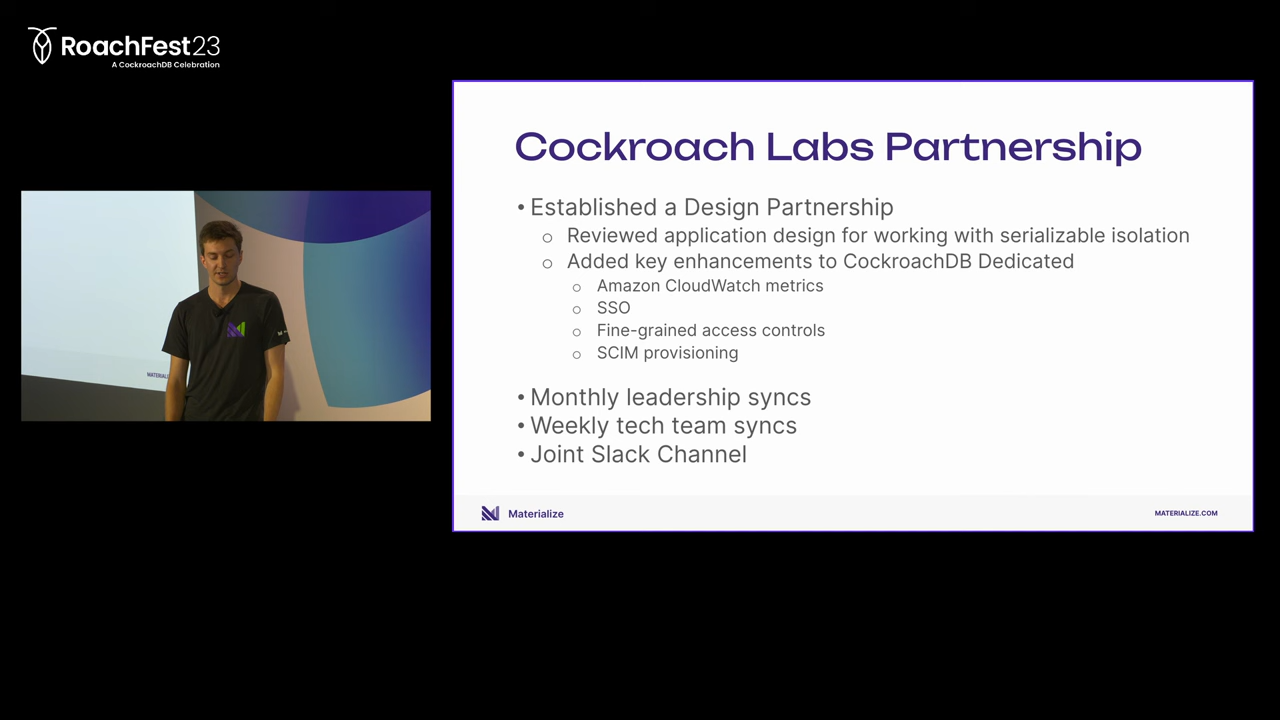 RoachFest23
A CockroachDB Celebration
Cockroach Labs Partnership
• Established a Design Partnership
o Reviewed application design for working with serializable isolation
o Added key enhancements to CockroachDB Dedicated
o Amazon CloudWatch metrics
o SSO
o Fine-grained access controls
o SCIM provisioning
• Monthly leadership syncs
• Weekly tech team syncs
• Joint Slack Channel
Materialize
MATERIALIZE.COM